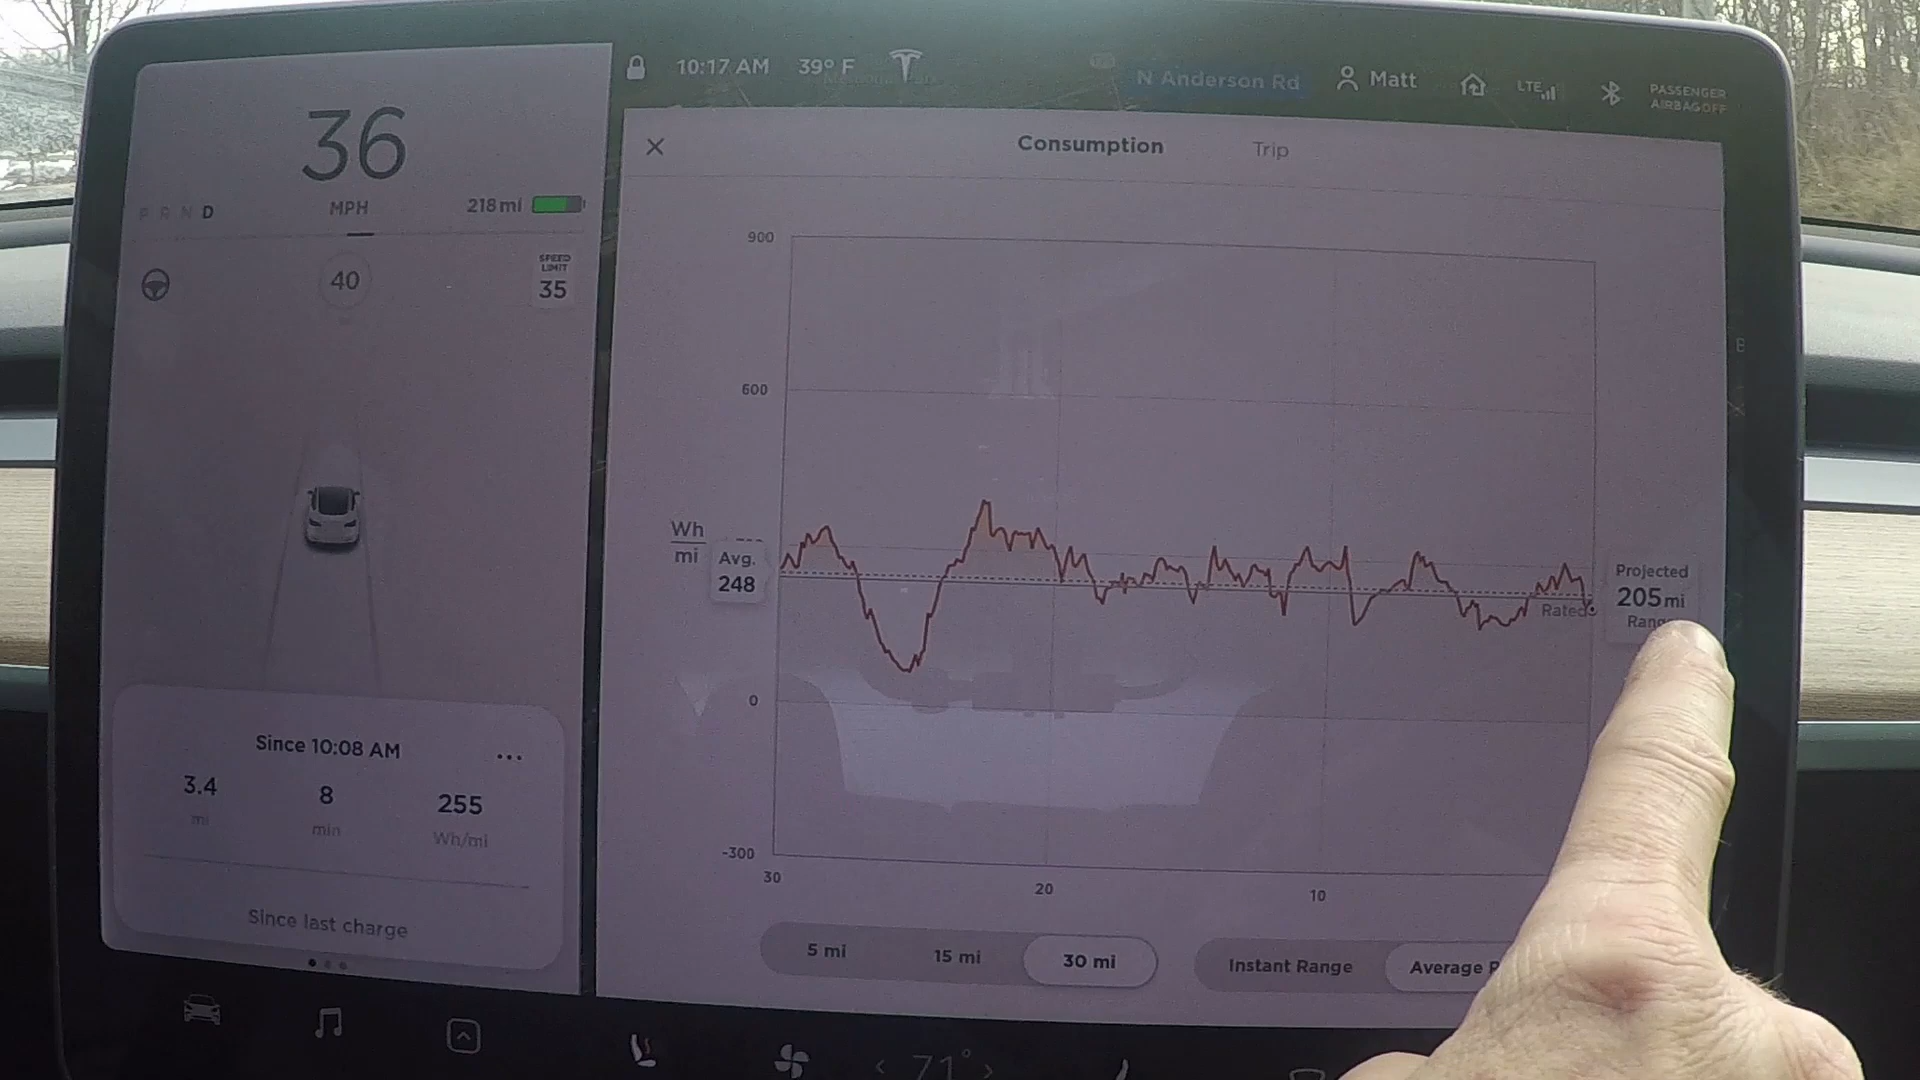 10:17 AM 39° F N Anderson Rd Matt LTE PASSENGER
AIRBAG OFF
36
MPH
P R N D
218 mi
40
SPEED
LIMIT
35
Since 10:08 AM ...
3.4 8 255
mi min Wh/mi
Since last charge
Consumption Trip
900
600
Wh
mi
Avg.
248
0
-300
30 20 10
Rated
Projected
205 mi
Rang
5 mi 15 mi 30 mi Instant Range Average R
< 71° >